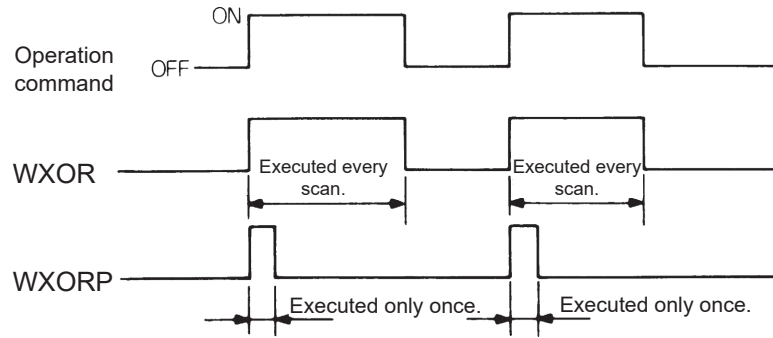 ON
Operation
command
OFF
WXOR
Executed every
scan.
Executed every
scan.
WXORP
Executed only once.
Executed only once.